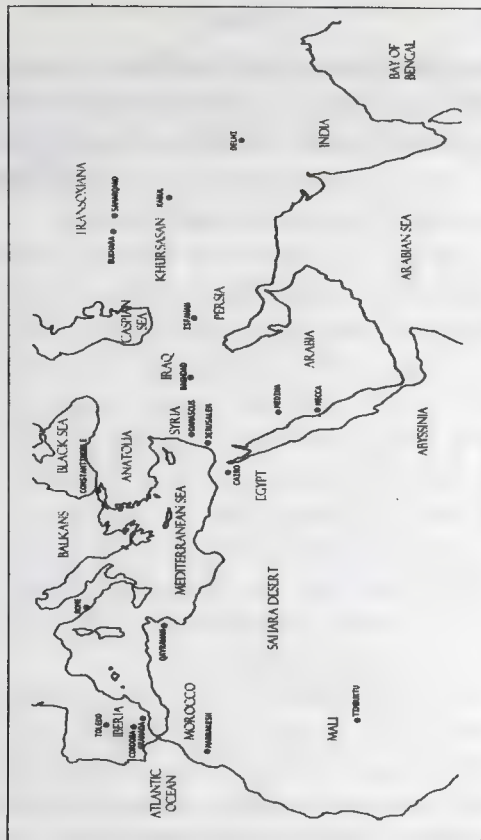 TRANSOXIANA
BUKHARA
SAMARQAND
KHURSASAN
KABUL
DELHI
INDIA
BAY OF
BENGAL
CASPIAN
SEA
ISFAHAN
PERSIA
ARABIAN SEA
BLACK SEA
CONSTANTINOPLE
ANATOLIA
IRAQ
BAGHDAD
SYRIA
DAMASCUS
JERUSALEM
ARABIA
MEDINA
MECCA
ABYSSINIA
BALKANS
ROME
MEDITERRANEAN SEA
CAIRO
EGYPT
QAYRAWAN
SAHARA DESERT
TOLEDO
IBERIA
CORDOBA
GRANADA
MOROCCO
MARRAKESH
ATLANTIC
OCEAN
MALI
TIMBUKTU